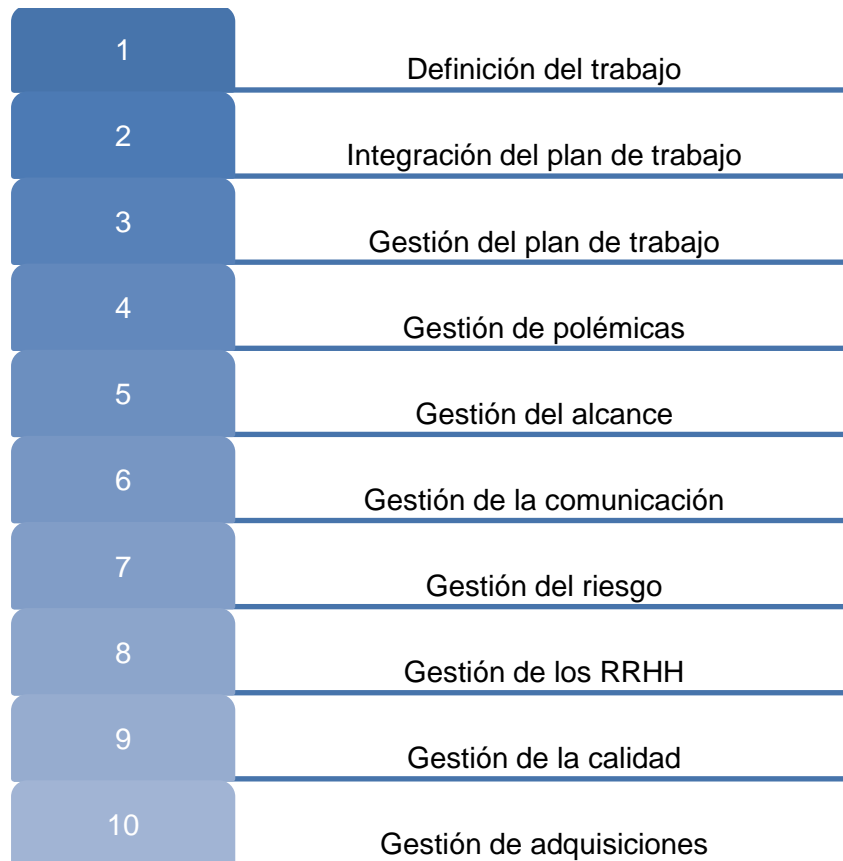 1 Definición del trabajo
2 Integración del plan de trabajo
3 Gestión del plan de trabajo
4 Gestión de polémicas
5 Gestión del alcance
6 Gestión de la comunicación
7 Gestión del riesgo
8 Gestión de los RRHH
9 Gestión de la calidad
10 Gestión de adquisiciones